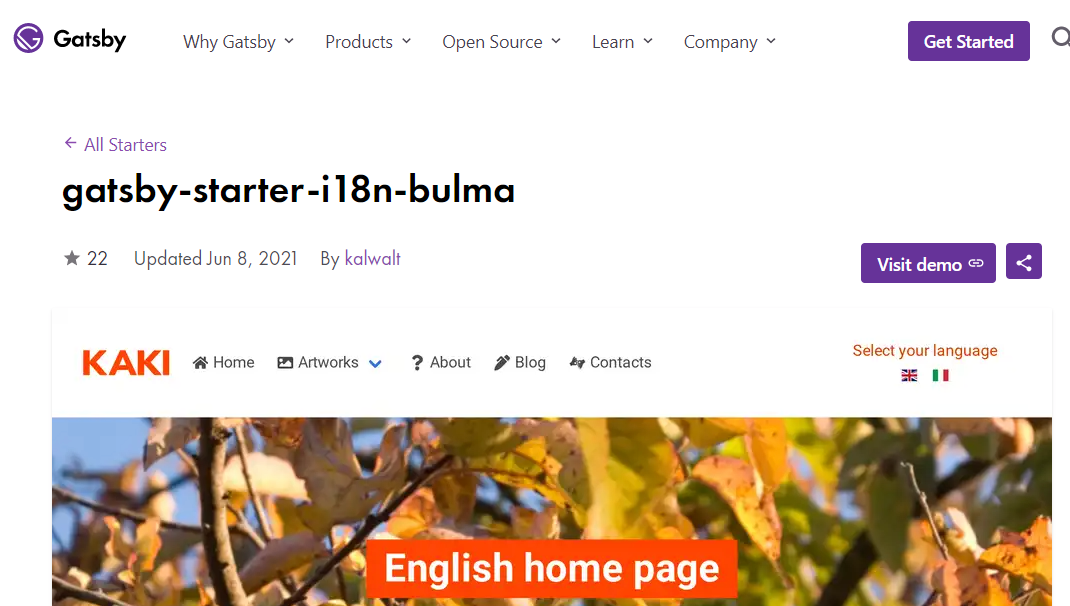 Gatsby Why Gatsby Products Open Source Learn Company Get Started
← All Starters
gatsby-starter-i18n-bulma
★ 22 Updated Jun 8, 2021 By kalwalt Visit demo
Select your language
KAKI Home Artworks About Blog Contacts
English home page